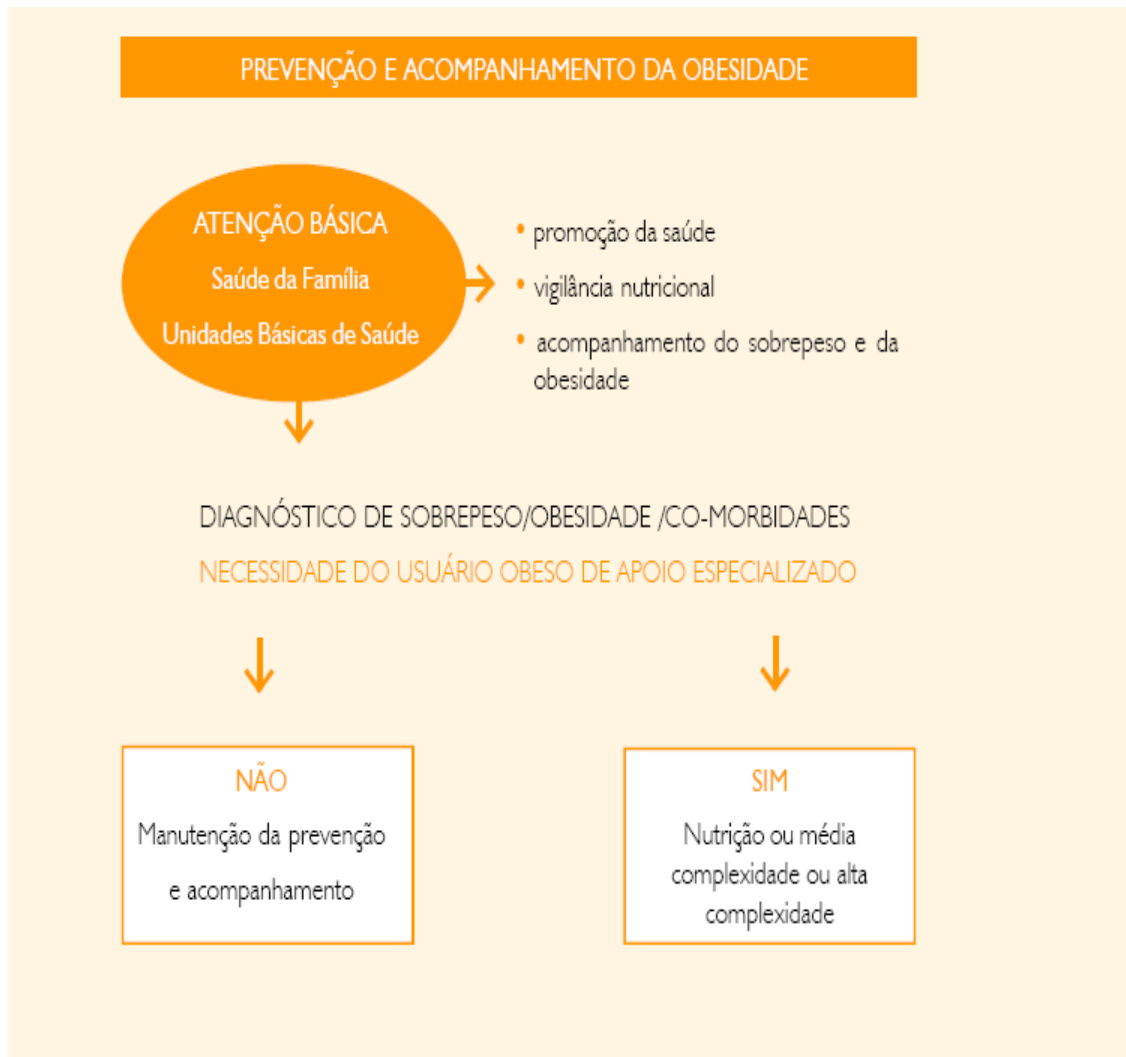 PREVENÇÃO E ACOMPANHAMENTO DA OBESIDADE
ATENÇÃO BÁSICA
Saúde da Família
Unidades Básicas de Saúde
• promoção da saúde
• vigilância nutricional
• acompanhamento do sobrepeso e da
obesidade
DIAGNÓSTICO DE SOBREPESO/OBESIDADE /CO-MORBIDADES
NECESSIDADE DO USUÁRIO OBESO DE APOIO ESPECIALIZADO
NÃO
Manutenção da prevenção
e acompanhamento
SIM
Nutrição ou média
complexidade ou alta
complexidade